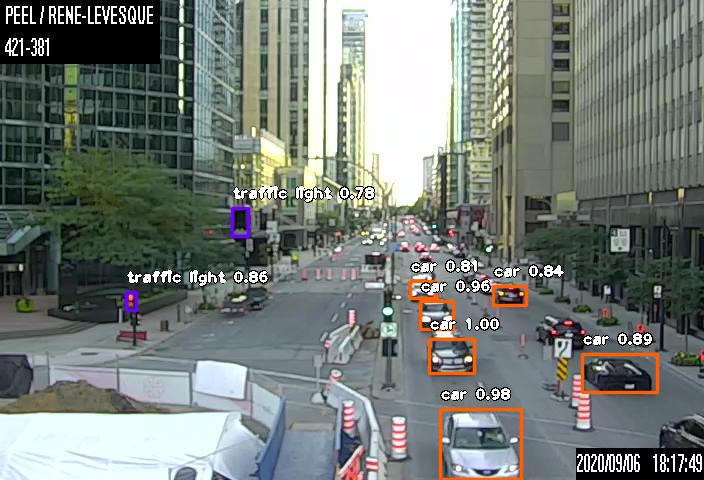 PEEL / RENE-LEVESQUE
421-381
traffic light 0.78
traffic light 0.86
car 0.81
car 0.84
car 0.96
car 1.00
car 0.89
car 0.98
2020/09/06 18:17:49